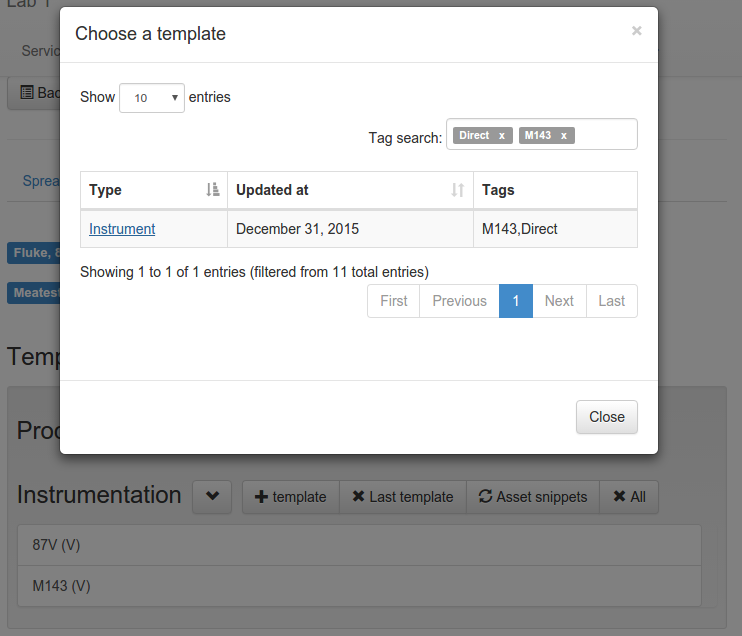 Lab 1
Choose a template
×
Servic
Show 10 entries
Bac
Tag search: Direct x M143 x
Type Updated at Tags
Sprea
Instrument December 31, 2015 M143,Direct
Fluke, 8
Showing 1 to 1 of 1 entries (filtered from 11 total entries)
Meatest
First Previous 1 Next Last
Temp
Close
Proc
Instrumentation template Last template Asset snippets All
87V (V)
M143 (V)